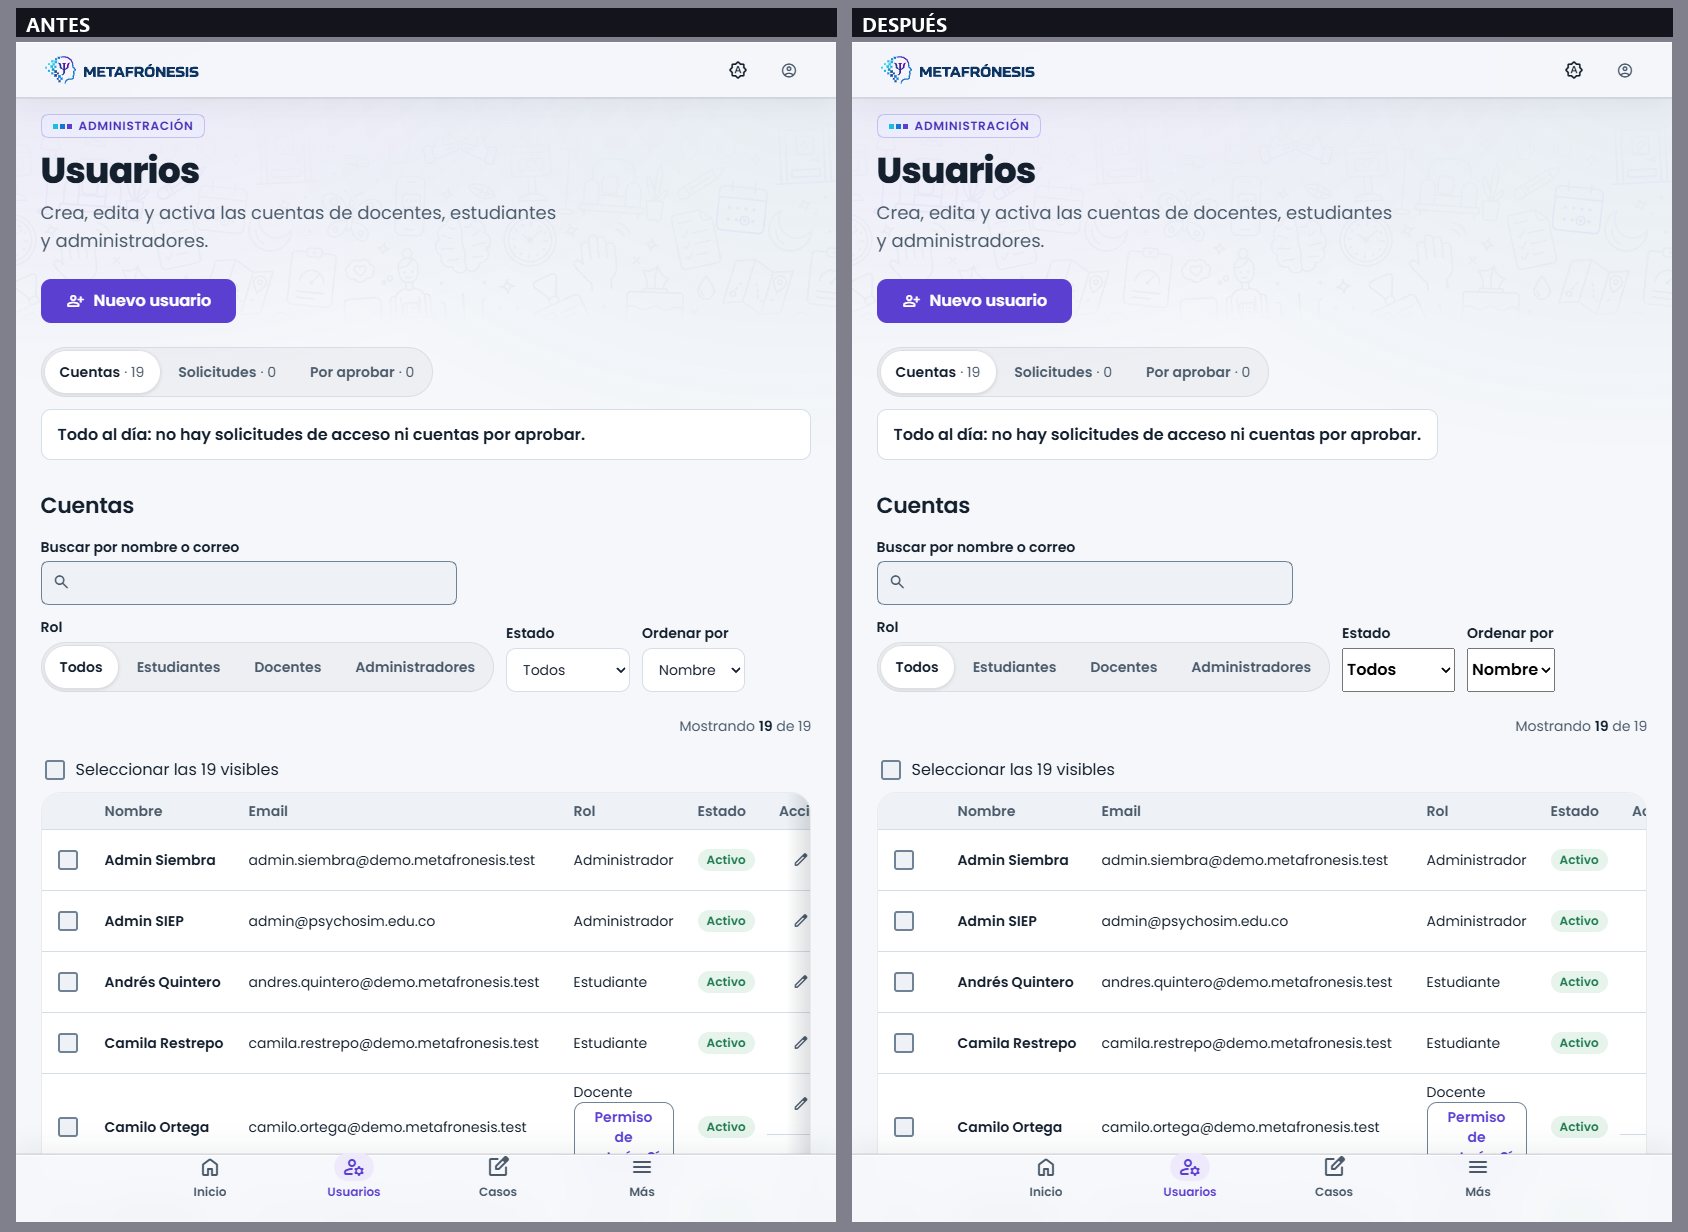 ANTES
METAFRÓNESIS
ADMINISTRACIÓN
Usuarios
Crea, edita y activa las cuentas de docentes, estudiantes
y administradores.
Nuevo usuario
Cuentas · 19 Solicitudes · 0 Por aprobar · 0
Todo al día: no hay solicitudes de acceso ni cuentas por aprobar.
Cuentas
Buscar por nombre o correo
Rol Estado Ordenar por
Todos Estudiantes Docentes Administradores Todos Nombre
Mostrando 19 de 19
Seleccionar las 19 visibles
Nombre Email Rol Estado Acci
Admin Siembra admin.siembra@demo.metafronesis.test Administrador Activo
Admin SIEP admin@psychosim.edu.co Administrador Activo
Andrés Quintero andres.quintero@demo.metafronesis.test Estudiante Activo
Camila Restrepo camila.restrepo@demo.metafronesis.test Estudiante Activo
Camilo Ortega camilo.ortega@demo.metafronesis.test Docente Activo
Permiso
de
Inicio Usuarios Casos Más
DESPUÉS
METAFRÓNESIS
ADMINISTRACIÓN
Usuarios
Crea, edita y activa las cuentas de docentes, estudiantes
y administradores.
Nuevo usuario
Cuentas · 19 Solicitudes · 0 Por aprobar · 0
Todo al día: no hay solicitudes de acceso ni cuentas por aprobar.
Cuentas
Buscar por nombre o correo
Rol Estado Ordenar por
Todos Estudiantes Docentes Administradores Todos Nombre
Mostrando 19 de 19
Seleccionar las 19 visibles
Nombre Email Rol Estado
Admin Siembra admin.siembra@demo.metafronesis.test Administrador Activo
Admin SIEP admin@psychosim.edu.co Administrador Activo
Andrés Quintero andres.quintero@demo.metafronesis.test Estudiante Activo
Camila Restrepo camila.restrepo@demo.metafronesis.test Estudiante Activo
Camilo Ortega camilo.ortega@demo.metafronesis.test Docente Activo
Permiso
de
Inicio Usuarios Casos Más